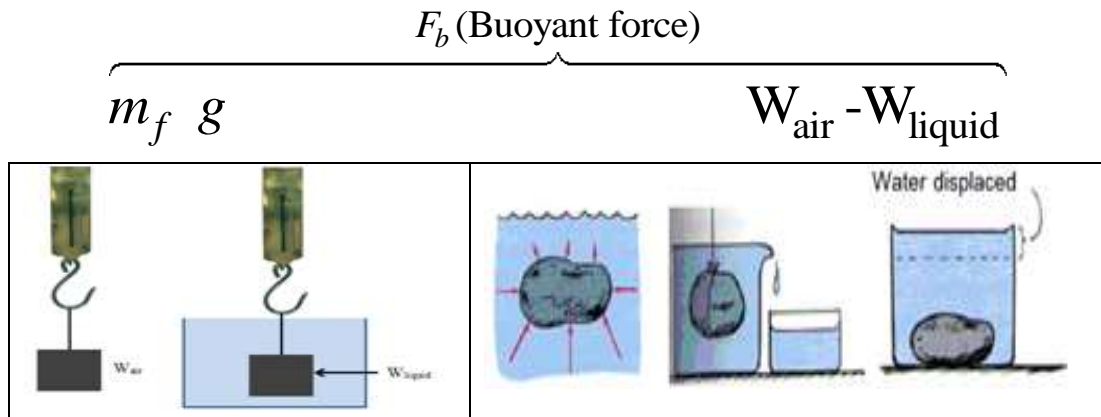 F_b (Buoyant force)
m_f g
W_air - W_liquid
Water displaced
W_air
W_liquid